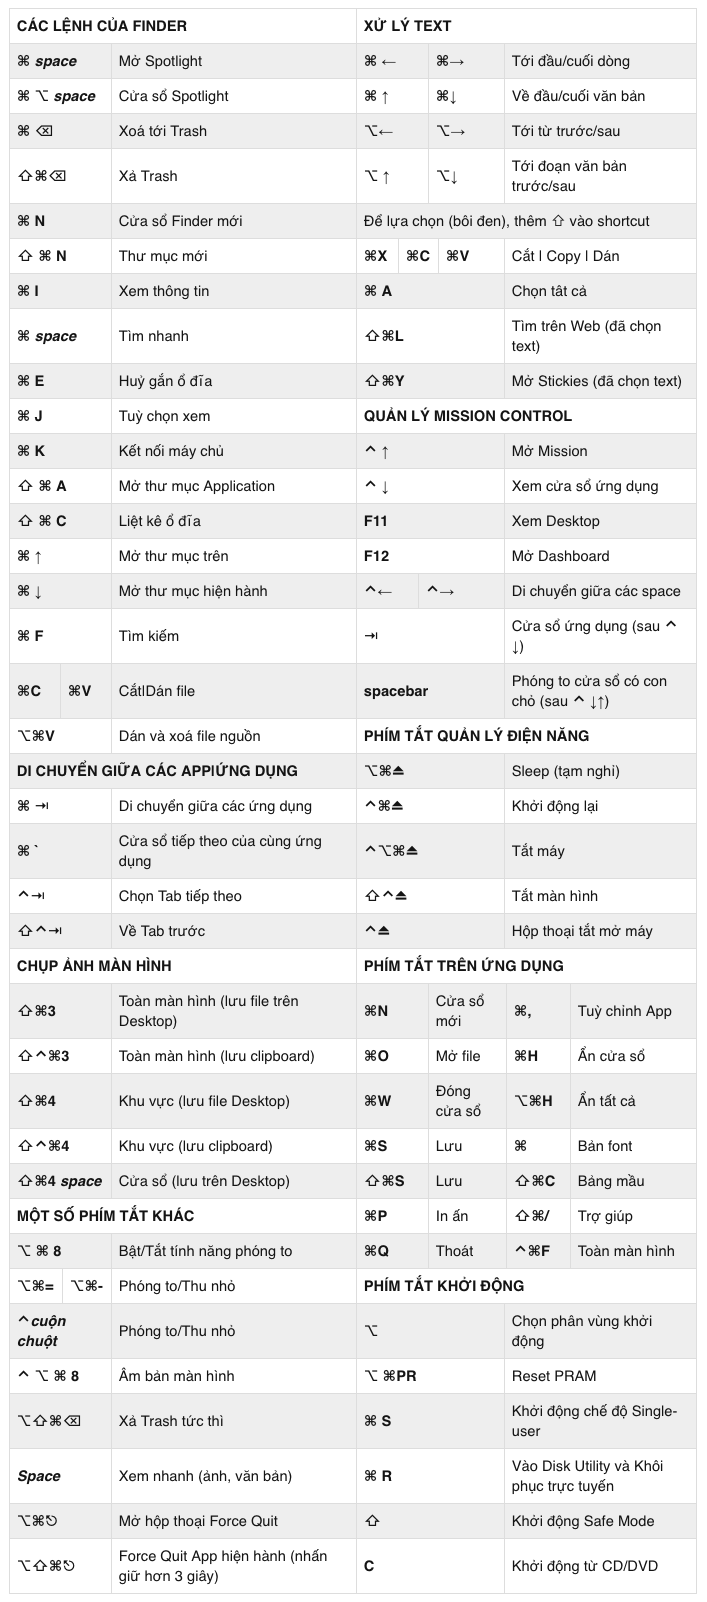 CÁC LỆNH CỦA FINDER
⌘ space Mở Spotlight
⌘ ⌥ space Cửa sổ Spotlight
⌘ ⌫ Xoá tới Trash
⇧⌘⌫ Xả Trash
⌘ N Cửa sổ Finder mới
⇧ ⌘ N Thư mục mới
⌘ I Xem thông tin
⌘ space Tìm nhanh
⌘ E Huỷ gắn ổ đĩa
⌘ J Tuỳ chọn xem
⌘ K Kết nối máy chủ
⇧ ⌘ A Mở thư mục Application
⇧ ⌘ C Liệt kê ổ đĩa
⌘ ↑ Mở thư mục trên
⌘ ↓ Mở thư mục hiện hành
⌘ F Tìm kiếm
⌘C ⌘V Cắt|Dán file
⌥⌘V Dán và xoá file nguồn
DI CHUYỂN GIỮA CÁC APP|ỨNG DỤNG
⌘ ⇥ Di chuyển giữa các ứng dụng
⌘ ` Cửa sổ tiếp theo của cùng ứng
dụng
⌃⇥ Chọn Tab tiếp theo
⇧⌃⇥ Về Tab trước
CHỤP ẢNH MÀN HÌNH
⇧⌘3 Toàn màn hình (lưu file trên
Desktop)
⇧⌃⌘3 Toàn màn hình (lưu clipboard)
⇧⌘4 Khu vực (lưu file Desktop)
⇧⌃⌘4 Khu vực (lưu clipboard)
⇧⌘4 space Cửa sổ (lưu trên Desktop)
MỘT SỐ PHÍM TẮT KHÁC
⌥ ⌘ 8 Bật/Tắt tính năng phóng to
⌥⌘= ⌥⌘- Phóng to/Thu nhỏ
⌃cuộn
chuột Phóng to/Thu nhỏ
⌃ ⌥ ⌘ 8 Âm bản màn hình
⌥⇧⌘⌫ Xả Trash tức thì
Space Xem nhanh (ảnh, văn bản)
⌥⌘⎋ Mở hộp thoại Force Quit
⌥⇧⌘⎋ Force Quit App hiện hành (nhấn
giữ hơn 3 giây)
XỬ LÝ TEXT
⌘ ← ⌘→ Tới đầu/cuối dòng
⌘ ↑ ⌘↓ Về đầu/cuối văn bản
⌥← ⌥→ Tới từ trước/sau
⌥ ↑ ⌥↓ Tới đoạn văn bản
trước/sau
Để lựa chọn (bôi đen), thêm ⇧ vào shortcut
⌘X ⌘C ⌘V Cắt | Copy | Dán
⌘ A Chọn tât cả
⇧⌘L Tìm trên Web (đã chọn
text)
⇧⌘Y Mở Stickies (đã chọn text)
QUẢN LÝ MISSION CONTROL
⌃ ↑ Mở Mission
⌃ ↓ Xem cửa sổ ứng dụng
F11 Xem Desktop
F12 Mở Dashboard
⌃← ⌃→ Di chuyển giữa các space
⇥ Cửa sổ ứng dụng (sau ⌃
↓)
spacebar Phóng to cửa sổ có con
chỏ (sau ⌃ ↓↑)
PHÍM TẮT QUẢN LÝ ĐIỆN NĂNG
⌥⌘⏏ Sleep (tạm nghỉ)
⌃⌘⏏ Khởi động lại
⌃⌥⌘⏏ Tắt máy
⇧⌃⏏ Tắt màn hình
⌃⏏ Hộp thoại tắt mở máy
PHÍM TẮT TRÊN ỨNG DỤNG
⌘N Cửa sổ
mới ⌘, Tuỳ chỉnh App
⌘O Mở file ⌘H Ẩn cửa sổ
⌘W Đóng
cửa sổ ⌥⌘H Ẩn tất cả
⌘S Lưu ⌘ Bản font
⇧⌘S Lưu ⇧⌘C Bảng mầu
⌘P In ấn ⇧⌘/ Trợ giúp
⌘Q Thoát ⌃⌘F Toàn màn hình
PHÍM TẮT KHỞI ĐỘNG
⌥ Chọn phân vùng khởi
động
⌥ ⌘PR Reset PRAM
⌘ S Khởi động chế độ Single-
user
⌘ R Vào Disk Utility và Khôi
phục trực tuyến
⇧ Khởi động Safe Mode
C Khởi động từ CD/DVD